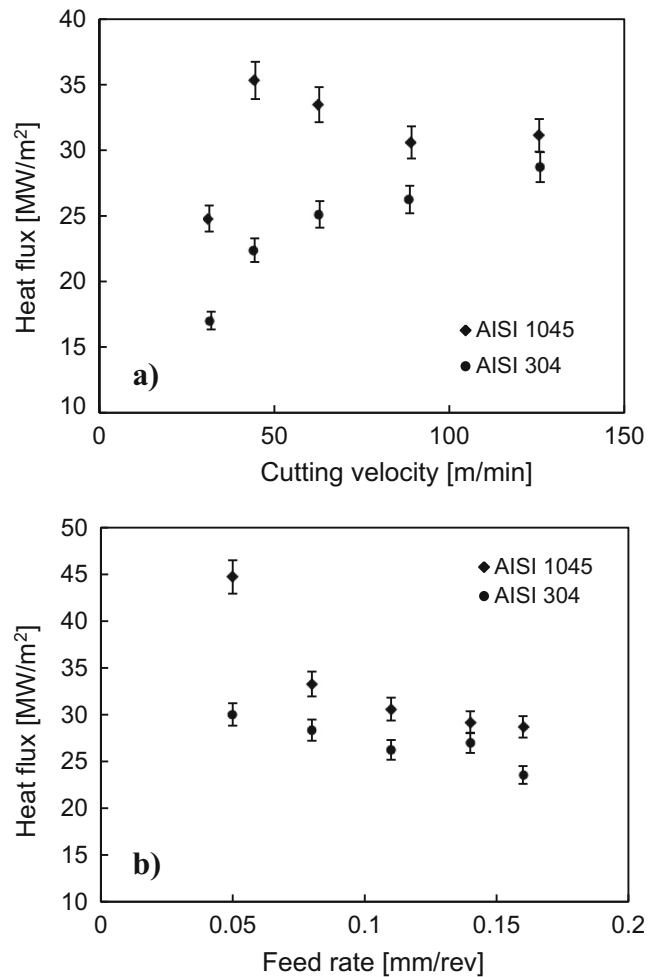 40
35
30
25
20
15
10
Heat flux [MW/m²]
AISI 1045
AISI 304
a)
0 50 100 150
Cutting velocity [m/min]
50
45
40
35
30
25
20
15
10
Heat flux [MW/m²]
AISI 1045
AISI 304
b)
0 0.05 0.1 0.15 0.2
Feed rate [mm/rev]